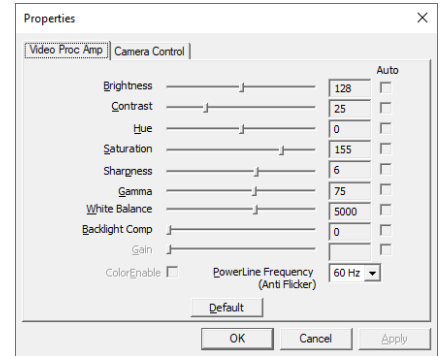 Properties
Video Proc Amp Camera Control
Auto
Brightness 128
Contrast 25
Hue 0
Saturation 155
Sharpness 6
Gamma 75
White Balance 5000
Backlight Comp 0
Gain
ColorEnable PowerLine Frequency 60 Hz
(Anti Flicker)
Default
OK Cancel Apply